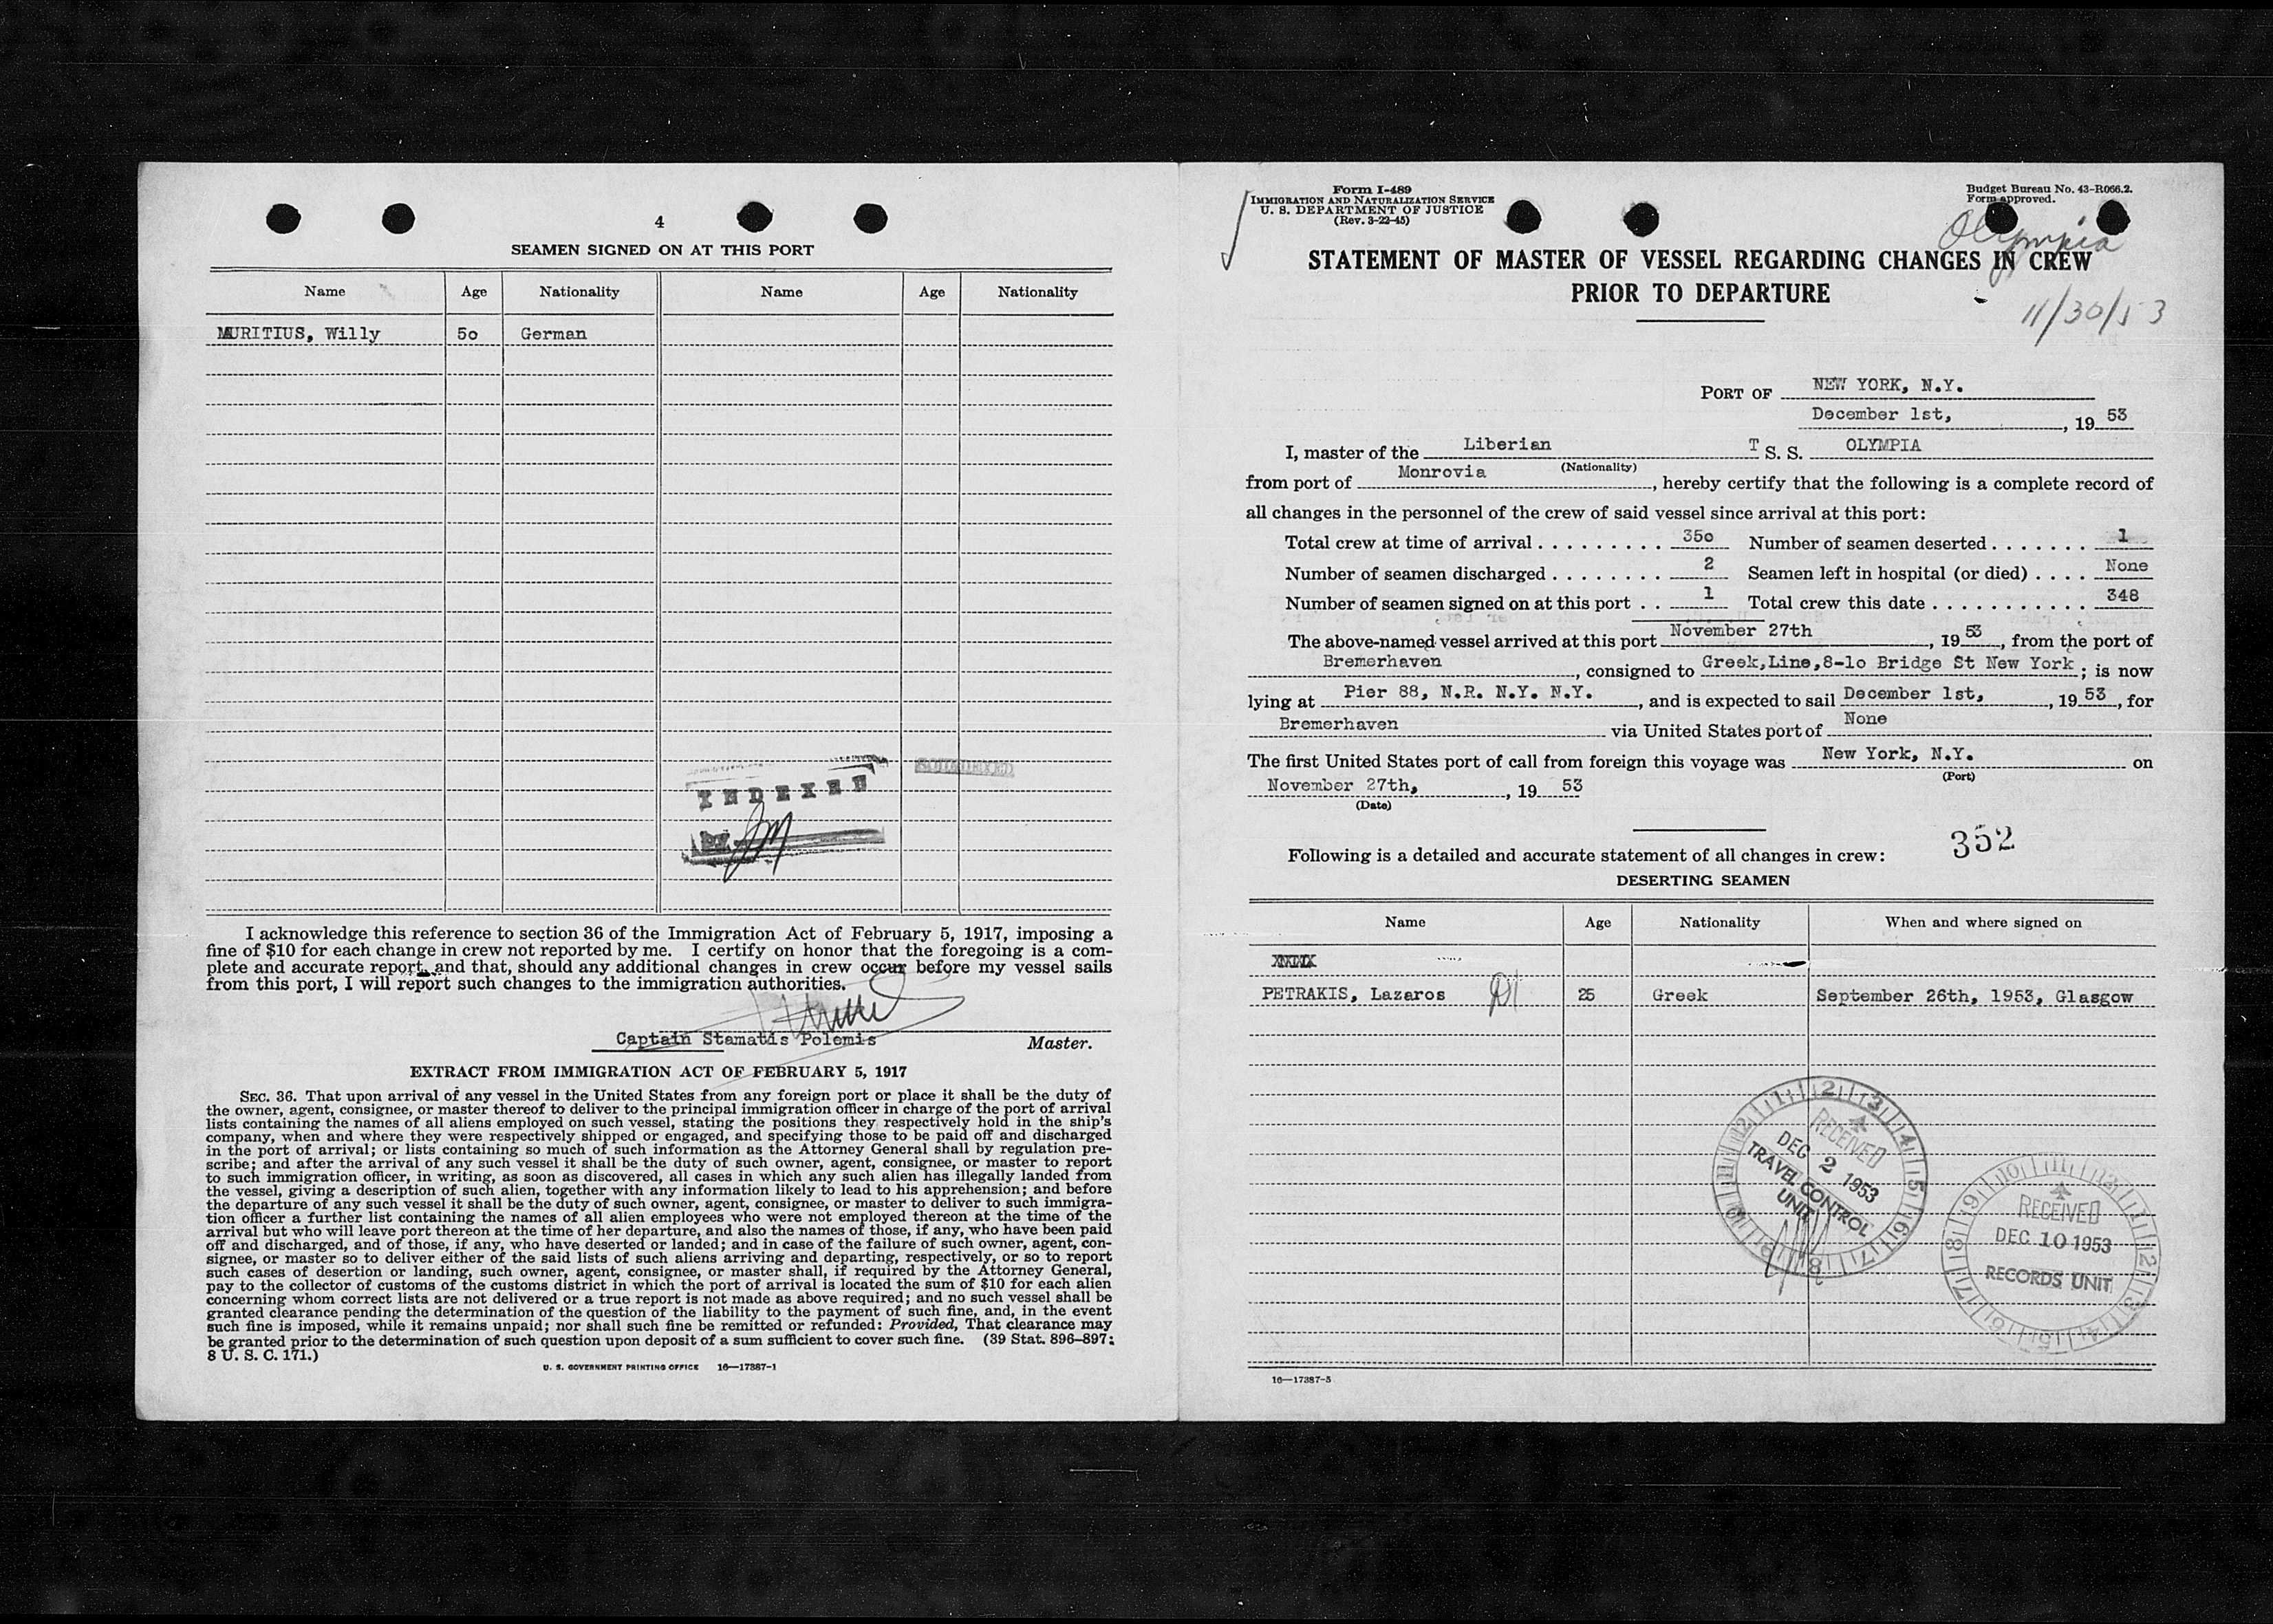 4
SEAMEN SIGNED ON AT THIS PORT
Name Age Nationality Name Age Nationality
MAURITIUS, Willy 5o German
INDEXED
BY
I acknowledge this reference to section 36 of the Immigration Act of February 5, 1917, imposing a
fine of $10 for each change in crew not reported by me. I certify on honor that the foregoing is a com-
plete and accurate report, and that, should any additional changes in crew occur before my vessel sails
from this port, I will report such changes to the immigration authorities.
Captain Stamatis Polemis Master.
EXTRACT FROM IMMIGRATION ACT OF FEBRUARY 5, 1917
SEC. 36. That upon arrival of any vessel in the United States from any foreign port or place it shall be the duty of
the owner, agent, consignee, or master thereof to deliver to the principal immigration officer in charge of the port of arrival
lists containing the names of all aliens employed on such vessel, stating the positions they respectively hold in the ship's
company, when and where they were respectively shipped or engaged, and specifying those to be paid off and discharged
in the port of arrival; or lists containing so much of such information as the Attorney General shall by regulation pre-
scribe; and after the arrival of any such vessel it shall be the duty of such owner, agent, consignee, or master to report
to such immigration officer, in writing, as soon as discovered, all cases in which any such alien has illegally landed from
the vessel, giving a description of such alien, together with any information likely to lead to his apprehension; and before
the departure of any such vessel it shall be the duty of such owner, agent, consignee, or master to deliver to such immigra-
tion officer a further list containing the names of all alien employees who were not employed thereon at the time of the
arrival but who will leave port thereon at the time of her departure, and also the names of those, if any, who have been paid
off and discharged, and of those, if any, who have deserted or landed; and in case of the failure of such owner, agent, con-
signee, or master so to deliver either of the said lists of such aliens arriving and departing, respectively, or so to report
such cases of desertion or landing, such owner, agent, consignee, or master shall, if required by the Attorney General,
pay to the collector of customs of the customs district in which the port of arrival is located the sum of $10 for each alien
concerning whom correct lists are not delivered or a true report is not made as above required; and no such vessel shall be
granted clearance pending the determination of the question of the liability to the payment of such fine, and, in the event
such fine is imposed, while it remains unpaid; nor shall such fine be remitted or refunded: Provided, That clearance may
be granted prior to the determination of such question upon deposit of a sum sufficient to cover such fine. (39 Stat. 896-897;
8 U. S. C. 171.)
U. S. GOVERNMENT PRINTING OFFICE 16—17387-1
Form I-489
IMMIGRATION AND NATURALIZATION SERVICE
U. S. DEPARTMENT OF JUSTICE
(Rev. 3-22-45)
Budget Bureau No. 43-R066.2.
Form approved.
Olympia
STATEMENT OF MASTER OF VESSEL REGARDING CHANGES IN CREW
PRIOR TO DEPARTURE
11/30/53
PORT OF NEW YORK, N.Y.
December 1st, , 19 53
I, master of the Liberian T S. S. OLYMPIA
(Nationality)
from port of Monrovia , hereby certify that the following is a complete record of
all changes in the personnel of the crew of said vessel since arrival at this port:
Total crew at time of arrival . . . . . . . . . 35o Number of seamen deserted . . . . . . . 1
Number of seamen discharged . . . . . . . . 2 Seamen left in hospital (or died) . . . . None
Number of seamen signed on at this port . . 1 Total crew this date . . . . . . . . . . . 348
The above-named vessel arrived at this port November 27th , 19 53 , from the port of
Bremerhaven , consigned to Greek,Line,8-1o Bridge St New York ; is now
lying at Pier 88, N.R. N.Y. N.Y. , and is expected to sail December 1st, , 19 53 , for
Bremerhaven via United States port of None
The first United States port of call from foreign this voyage was New York, N.Y. on
(Port)
November 27th, , 19 53
(Date)
352
Following is a detailed and accurate statement of all changes in crew:
DESERTING SEAMEN
Name Age Nationality When and where signed on
PETRAKIS, Lazaros 25 Greek September 26th, 1953, Glasgow
RECEIVED
DEC 2 1953
TRAVEL CONTROL
UNIT
RECEIVED
DEC 10 1953
RECORDS UNIT
16—17387-5